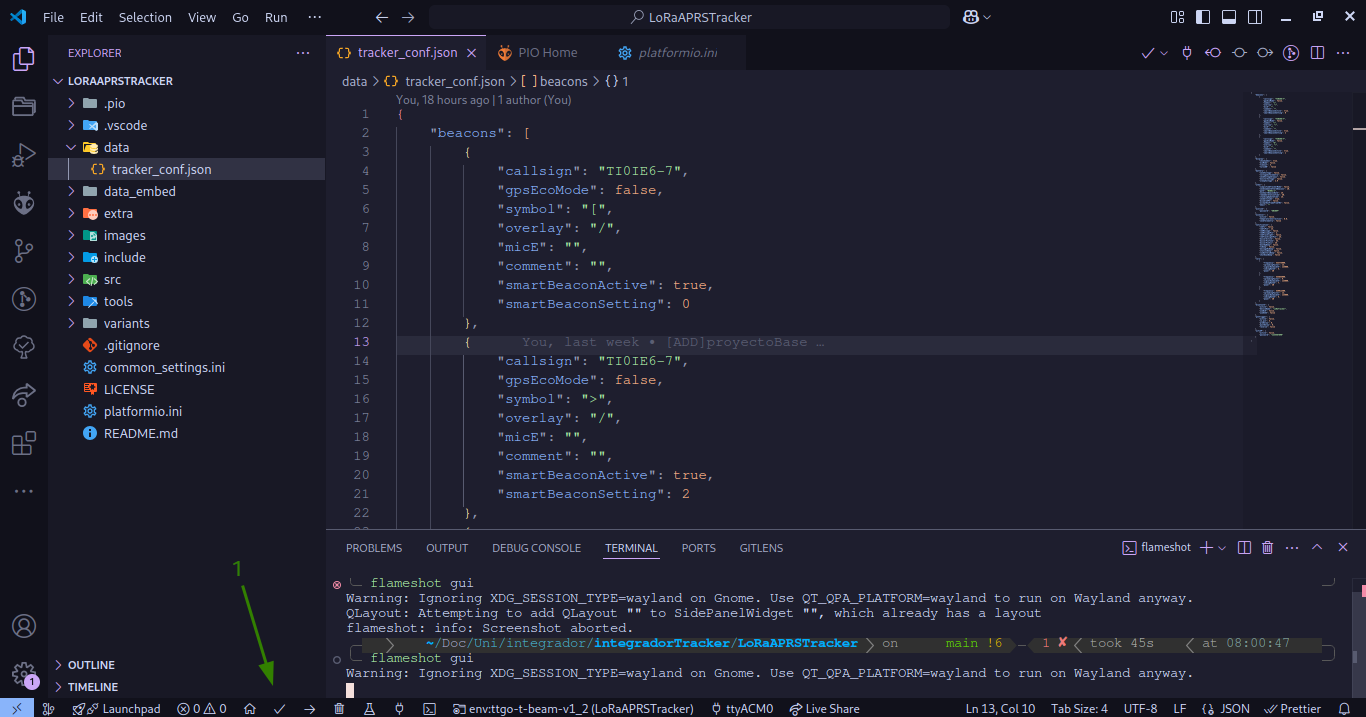 File Edit Selection View Go Run ··· LoRaAPRSTracker
EXPLORER ···
LORAAPRSTRACKER
.pio
.vscode
data
tracker_conf.json
data_embed
extra
images
include
src
tools
variants
.gitignore
common_settings.ini
LICENSE
platformio.ini
README.md
OUTLINE
TIMELINE
1
1
tracker_conf.json PIO Home platformio.ini
data > {} tracker_conf.json > [ ] beacons > {} 1
You, 18 hours ago | 1 author (You)
1 {
2 "beacons": [
3 {
4 "callsign": "TI0IE6-7",
5 "gpsEcoMode": false,
6 "symbol": "[",
7 "overlay": "/",
8 "micE": "",
9 "comment": "",
10 "smartBeaconActive": true,
11 "smartBeaconSetting": 0
12 },
13 { You, last week • [ADD]proyectoBase …
14 "callsign": "TI0IE6-7",
15 "gpsEcoMode": false,
16 "symbol": ">",
17 "overlay": "/",
18 "micE": "",
19 "comment": "",
20 "smartBeaconActive": true,
21 "smartBeaconSetting": 2
22 },
PROBLEMS OUTPUT DEBUG CONSOLE TERMINAL PORTS GITLENS flameshot
flameshot gui
Warning: Ignoring XDG_SESSION_TYPE=wayland on Gnome. Use QT_QPA_PLATFORM=wayland to run on Wayland anyway.
QLayout: Attempting to add QLayout "" to SidePanelWidget "", which already has a layout
flameshot: info: Screenshot aborted.
~/Doc/Uni/integrador/integradorTracker/LoRaAPRSTracker on main !6 1 ✘ took 45s at 08:00:47
flameshot gui
Warning: Ignoring XDG_SESSION_TYPE=wayland on Gnome. Use QT_QPA_PLATFORM=wayland to run on Wayland anyway.
Launchpad 0 0 env:ttgo-t-beam-v1_2 (LoRaAPRSTracker) ttyACM0 Live Share Ln 13, Col 10 Tab Size: 4 UTF-8 LF {} JSON Prettier